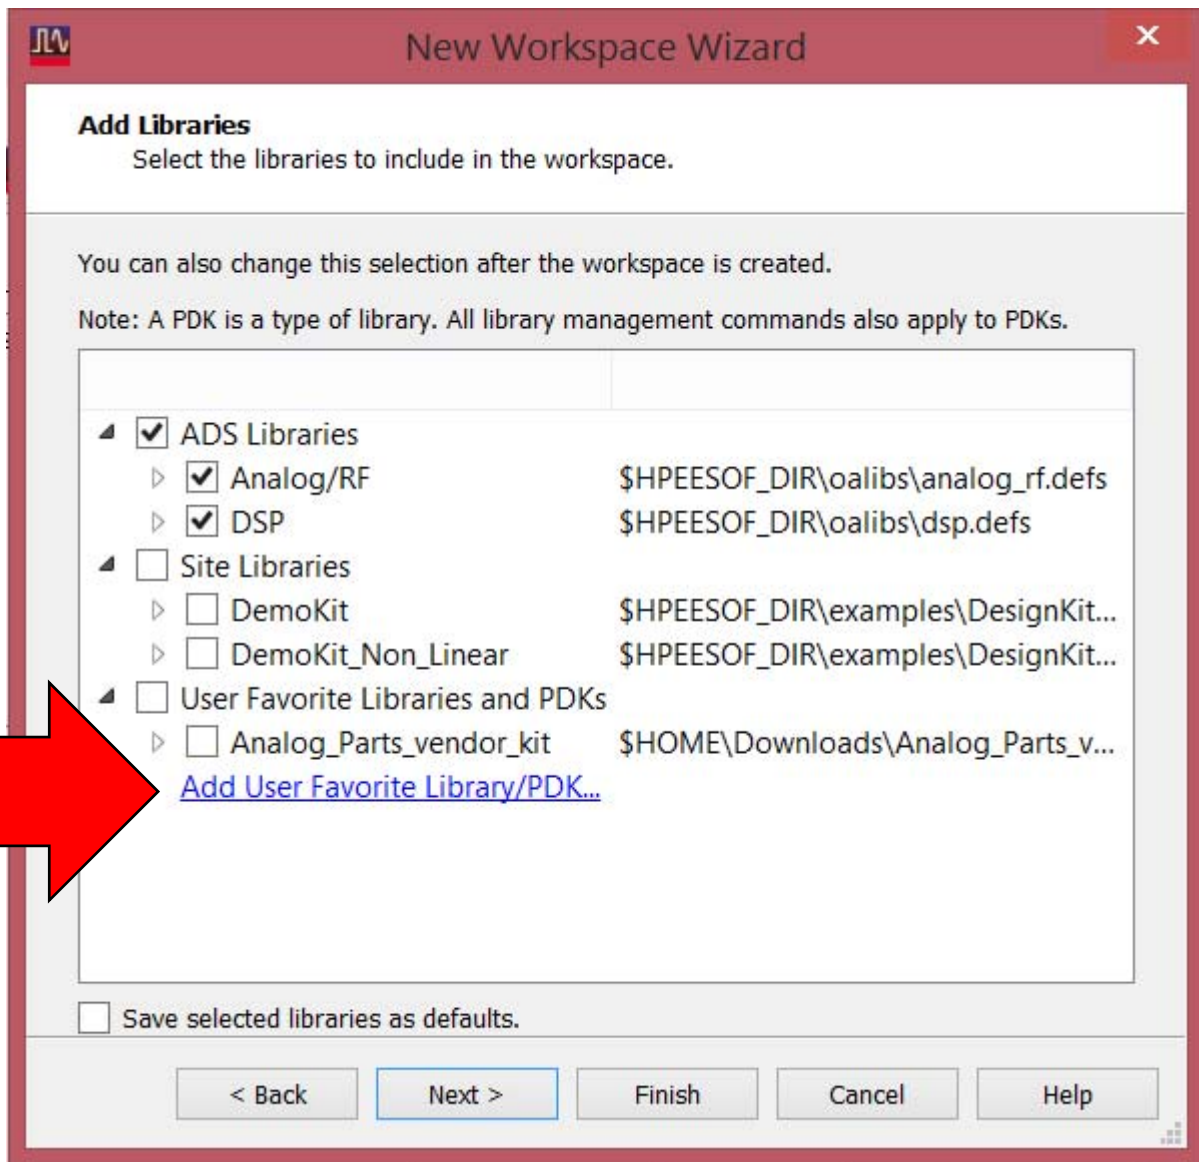 New Workspace Wizard
Add Libraries
Select the libraries to include in the workspace.
You can also change this selection after the workspace is created.
Note: A PDK is a type of library. All library management commands also apply to PDKs.
ADS Libraries
Analog/RF $HPEESOF_DIR\oalibs\analog_rf.defs
DSP $HPEESOF_DIR\oalibs\dsp.defs
Site Libraries
DemoKit $HPEESOF_DIR\examples\DesignKit...
DemoKit_Non_Linear $HPEESOF_DIR\examples\DesignKit...
User Favorite Libraries and PDKs
Analog_Parts_vendor_kit $HOME\Downloads\Analog_Parts_v...
Add User Favorite Library/PDK...
Save selected libraries as defaults.
< Back Next > Finish Cancel Help